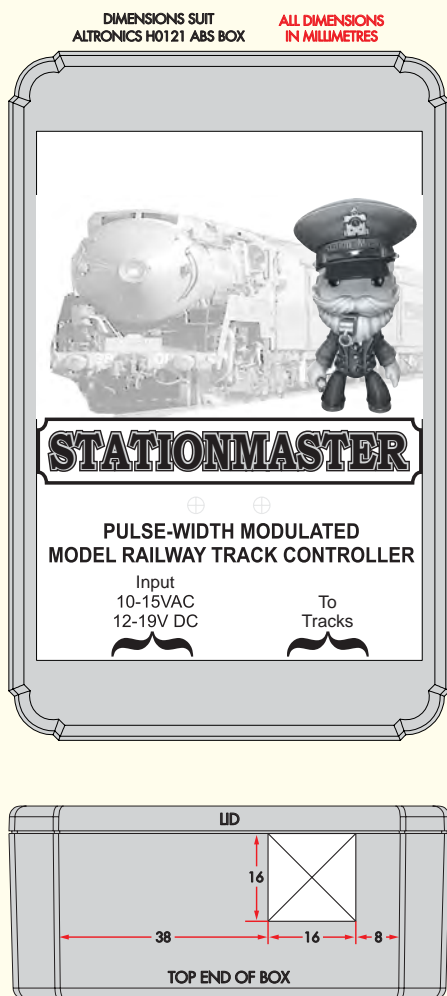 DIMENSIONS SUIT
ALTRONICS H0121 ABS BOX
ALL DIMENSIONS
IN MILLIMETRES
STATIONMASTER
PULSE-WIDTH MODULATED
MODEL RAILWAY TRACK CONTROLLER
Input
10-15VAC
12-19V DC
To
Tracks
LID
16
38
16
8
TOP END OF BOX